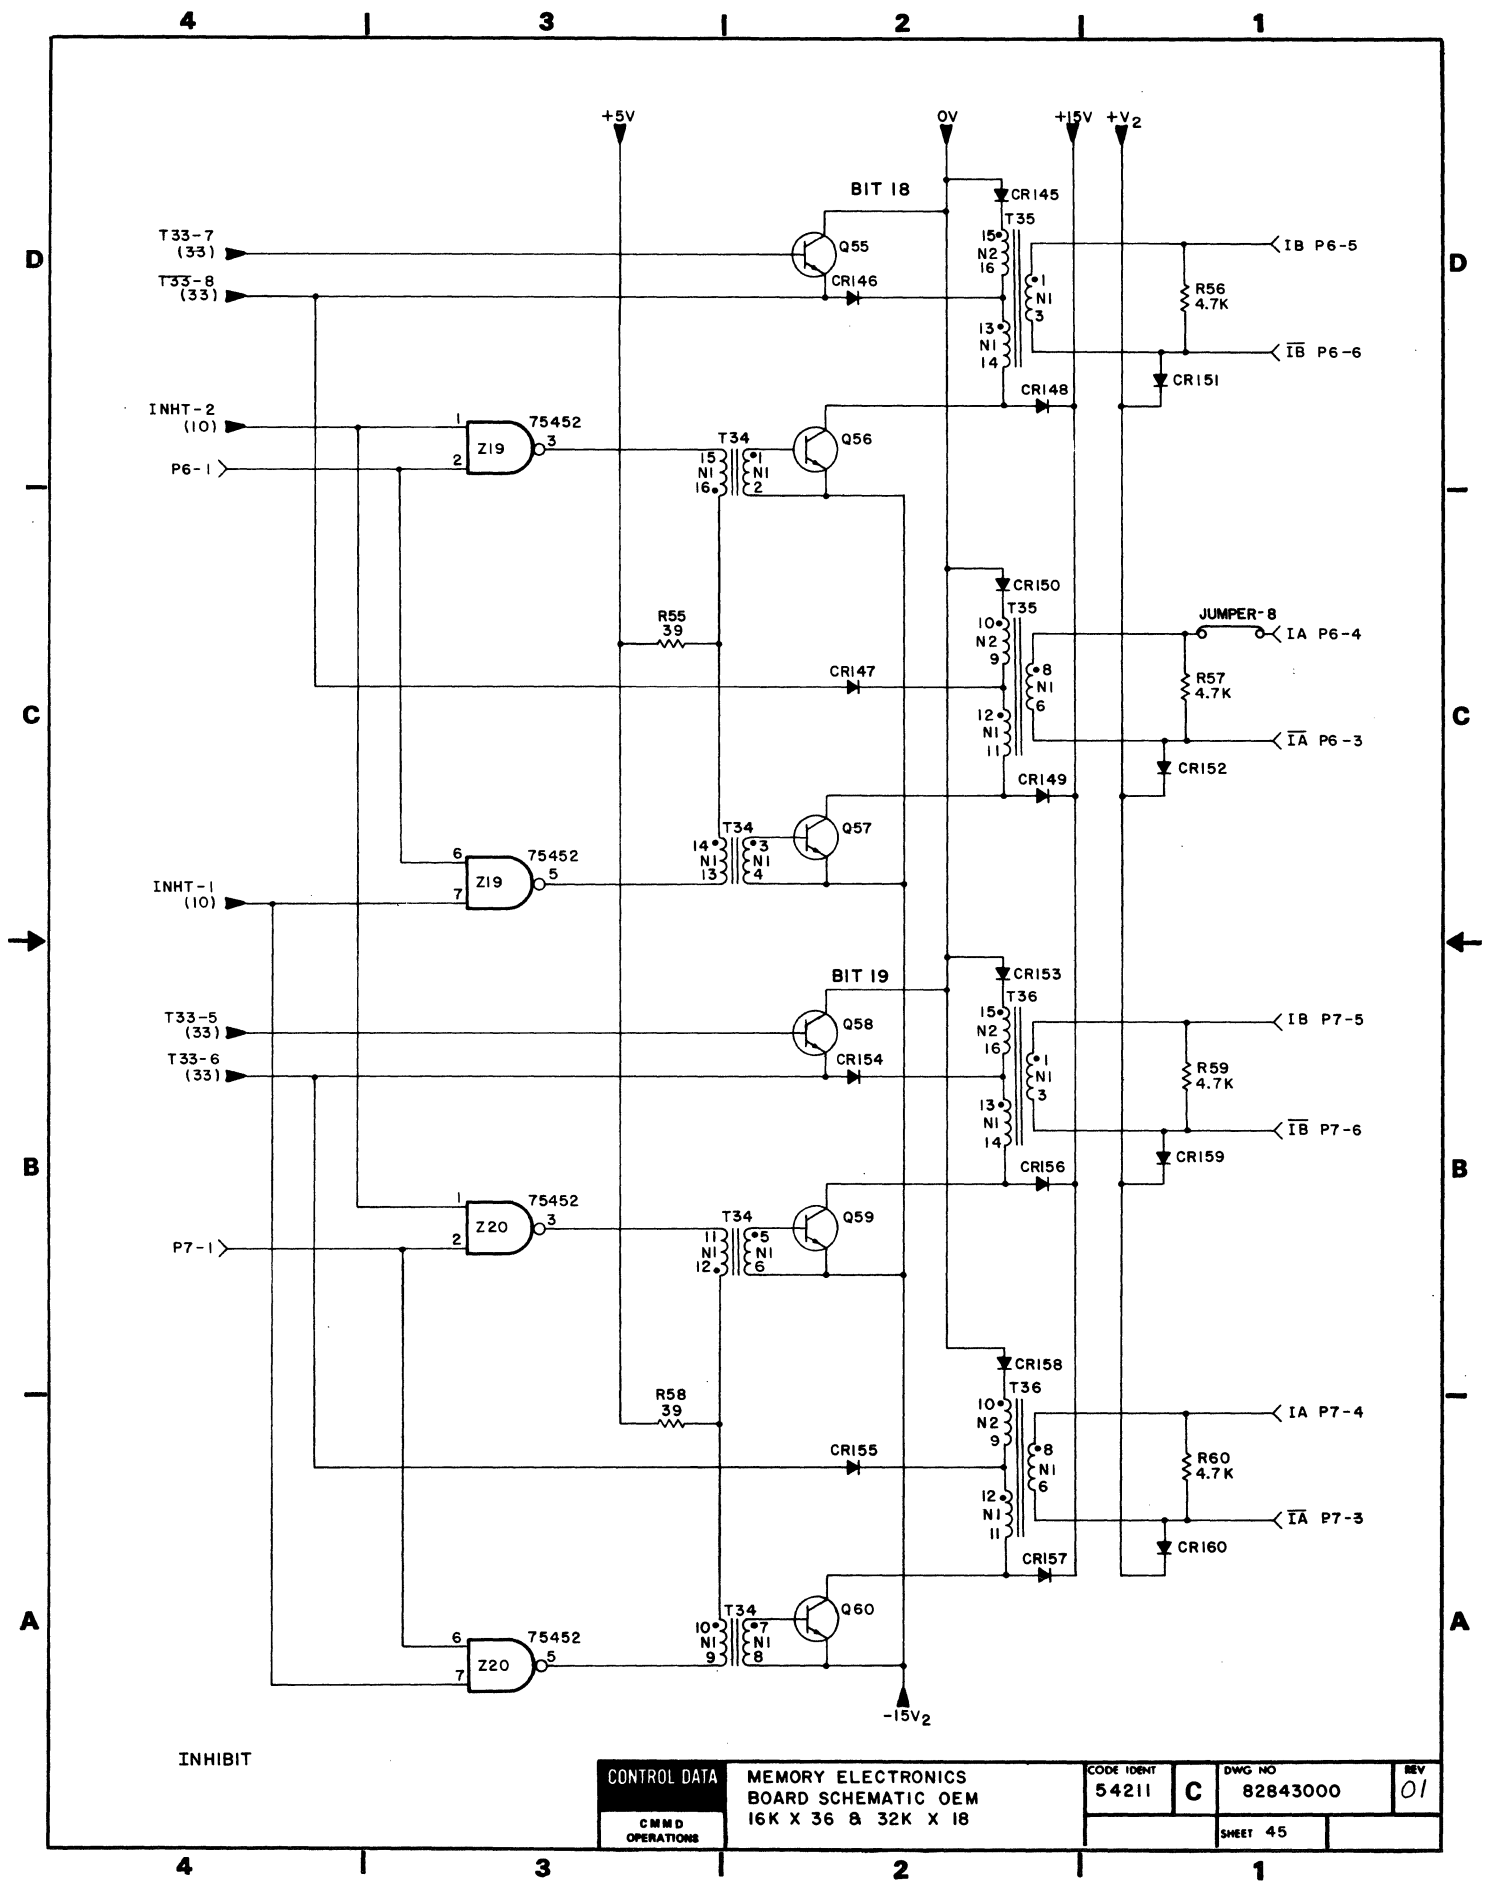 4 3 2 1
+5V 0V +15V +V2
BIT 18
CR145
T35
T33-7
(33)
Q55
15
N2
16
IB P6-5
D D
T33-8
(33)
CR146
1
N1
3
R56
4.7K
13
N1
14
IB P6-6
CR151
CR148
INHT-2
(10)
1
75452
Z19
3
2
P6-1
T34
15
N1
16
1
N1
2
Q56
CR150
T35
JUMPER-8
R55
39
10
N2
9
IA P6-4
CR147
8
N1
6
R57
4.7K
C C
12
N1
11
IA P6-3
CR152
CR149
T34
Q57
14
N1
13
3
N1
4
6
75452
Z19
5
7
INHT-1
(10)
BIT 19
CR153
T36
T33-5
(33)
Q58
15
N2
16
IB P7-5
T33-6
(33)
CR154
1
N1
3
R59
4.7K
13
N1
14
IB P7-6
CR159
B B
CR156
1
75452
Z20
3
2
P7-1
T34
11
N1
12
5
N1
6
Q59
CR158
T36
R58
39
10
N2
9
IA P7-4
CR155
8
N1
6
R60
4.7K
12
N1
11
IA P7-3
CR160
CR157
T34
Q60
10
N1
9
7
N1
8
A A
6
75452
Z20
5
7
-15V2
INHIBIT
CONTROL DATA
CMMD
OPERATIONS
MEMORY ELECTRONICS
BOARD SCHEMATIC OEM
16K X 36 & 32K X 18
CODE IDENT
54211
C
DWG NO
82843000
REV
01
SHEET 45
4 3 2 1